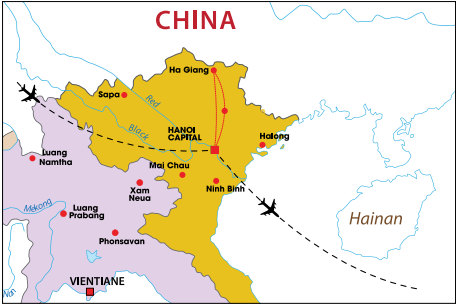 CHINA
Ha Giang
Sapa
Red
Black
HANOI
CAPITAL
Halong
Luang
Namtha
Mai Chau
Xam
Neua
Ninh Binh
Mekong
Luang
Prabang
Hainan
Phonsavan
Nan
VIENTIANE